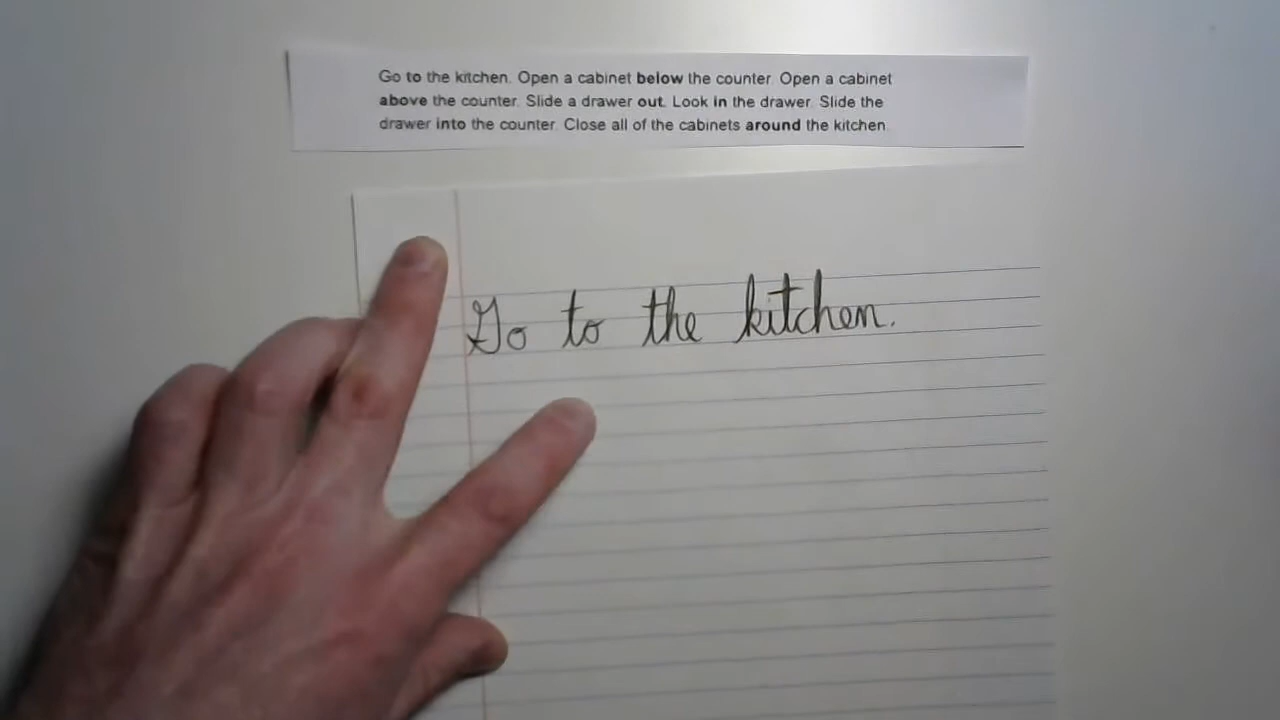 Go to the kitchen. Open a cabinet below the counter. Open a cabinet
above the counter. Slide a drawer out. Look in the drawer. Slide the
drawer into the counter. Close all of the cabinets around the kitchen.
Go to the kitchen.